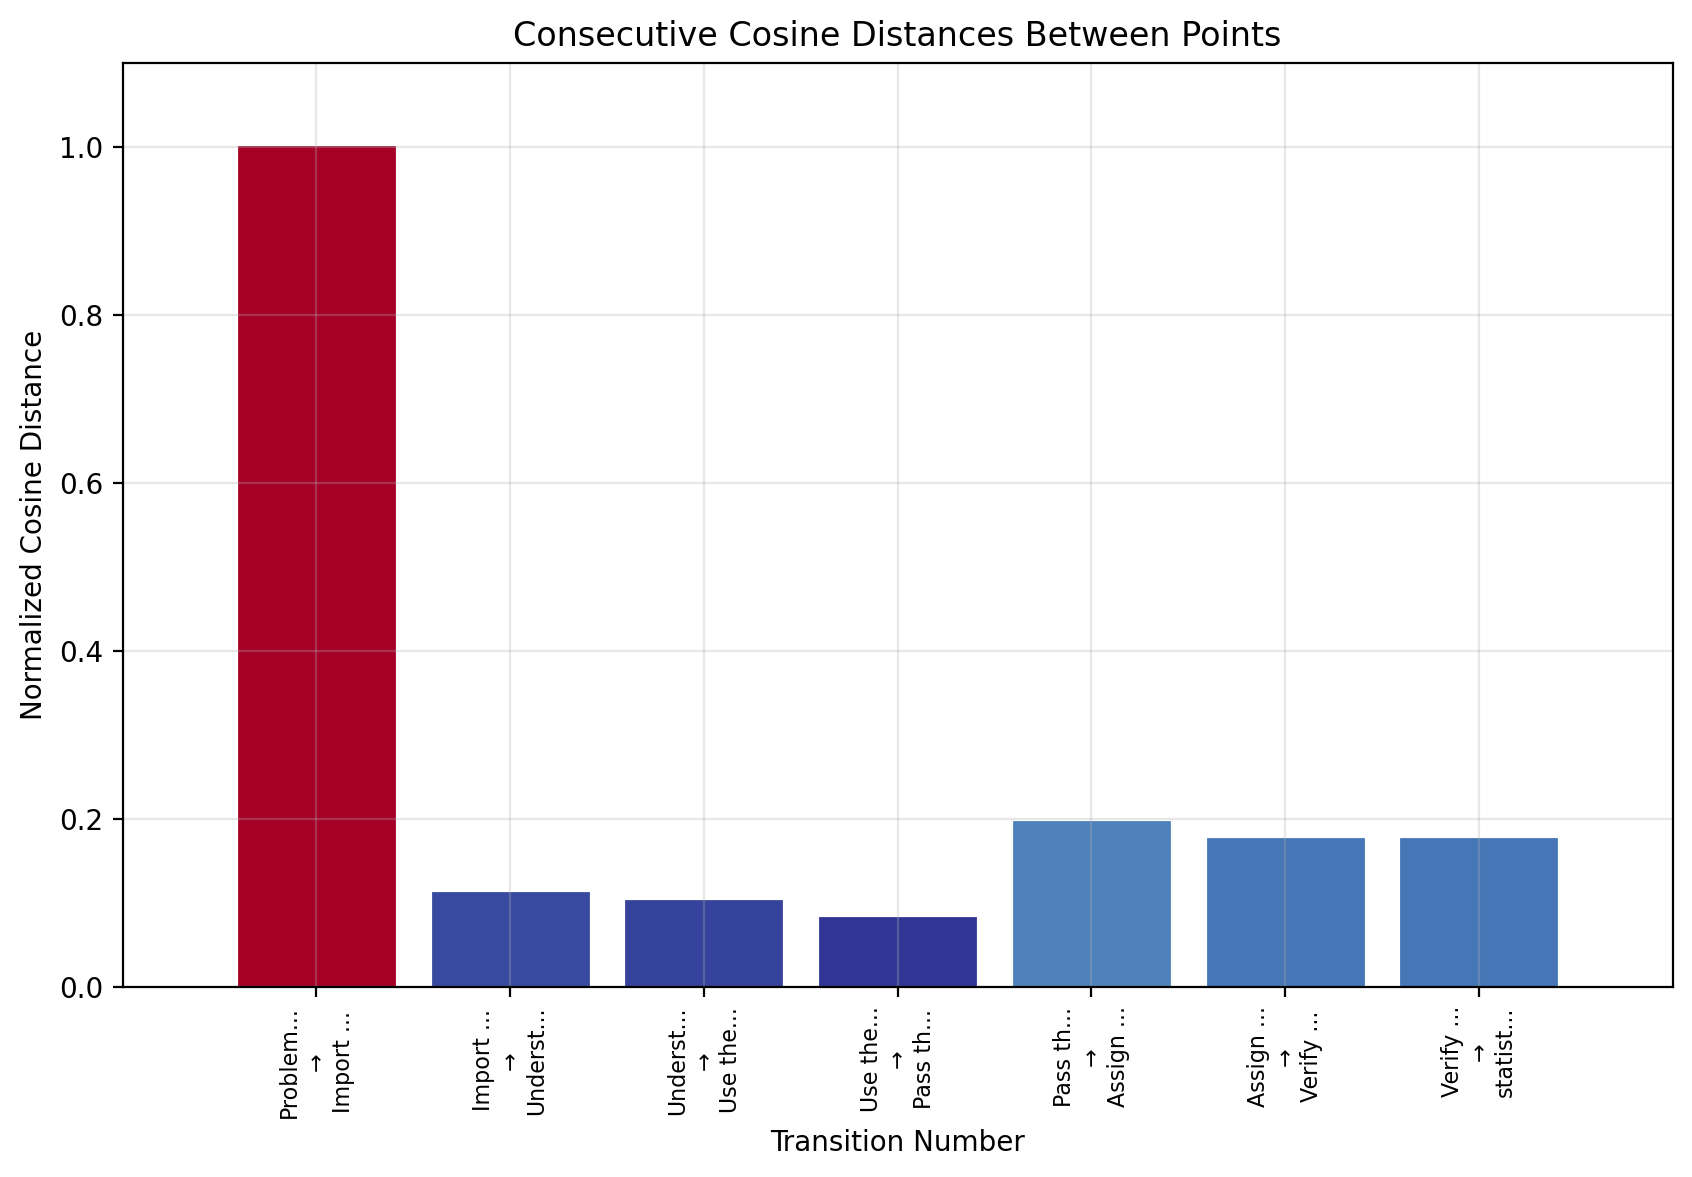 Consecutive Cosine Distances Between Points
Normalized Cosine Distance
1.0
0.8
0.6
0.4
0.2
0.0
Problem...
→
Import ...
Import ...
→
Underst...
Underst...
→
Use the...
Use the...
→
Pass th...
Pass th...
→
Assign ...
Assign ...
→
Verify ...
Verify ...
→
statist...
Transition Number